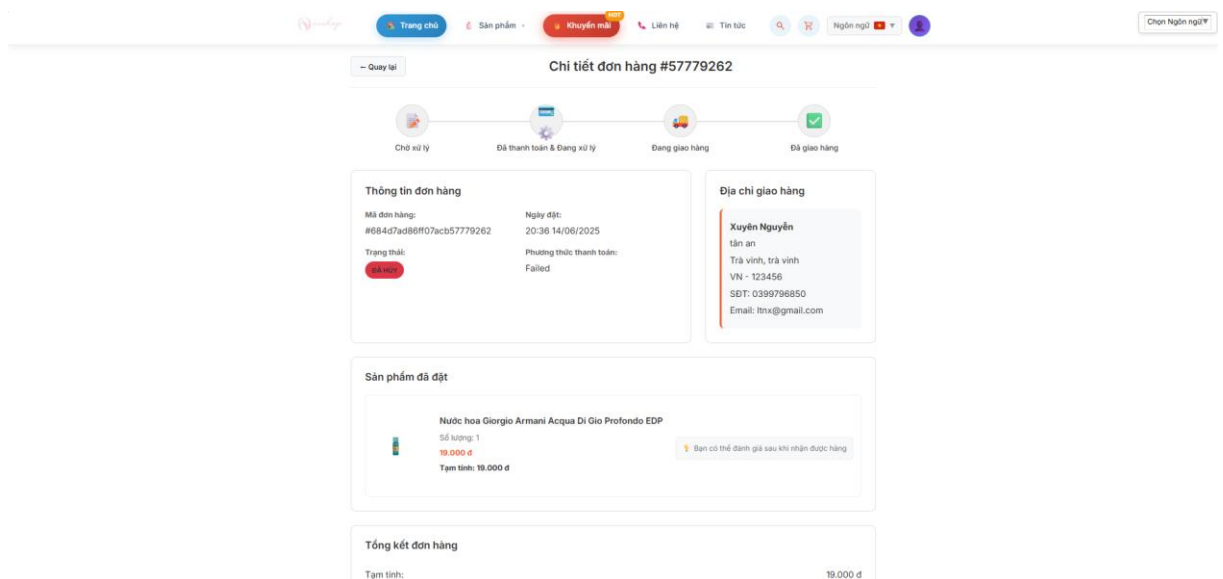 Trang chủ
Sản phẩm
HOT
Khuyến mãi
Liên hệ
Tin tức
Ngôn ngữ
Chọn Ngôn ngữ▼
← Quay lại
Chi tiết đơn hàng #57779262
Chờ xử lý
Đã thanh toán & Đang xử lý
Đang giao hàng
Đã giao hàng
Thông tin đơn hàng
Mã đơn hàng:
#684d7ad86ff07acb57779262
Ngày đặt:
20:36 14/06/2025
Trạng thái:
ĐÃ HỦY
Phương thức thanh toán:
Failed
Địa chỉ giao hàng
Xuyên Nguyễn
tân an
Trà vinh, trà vinh
VN - 123456
SĐT: 0399796850
Email: ltnx@gmail.com
Sản phẩm đã đặt
Nước hoa Giorgio Armani Acqua Di Gio Profondo EDP
Số lượng: 1
19.000 đ
Tạm tính: 19.000 đ
Bạn có thể đánh giá sau khi nhận được hàng
Tổng kết đơn hàng
Tạm tính:
19.000 đ